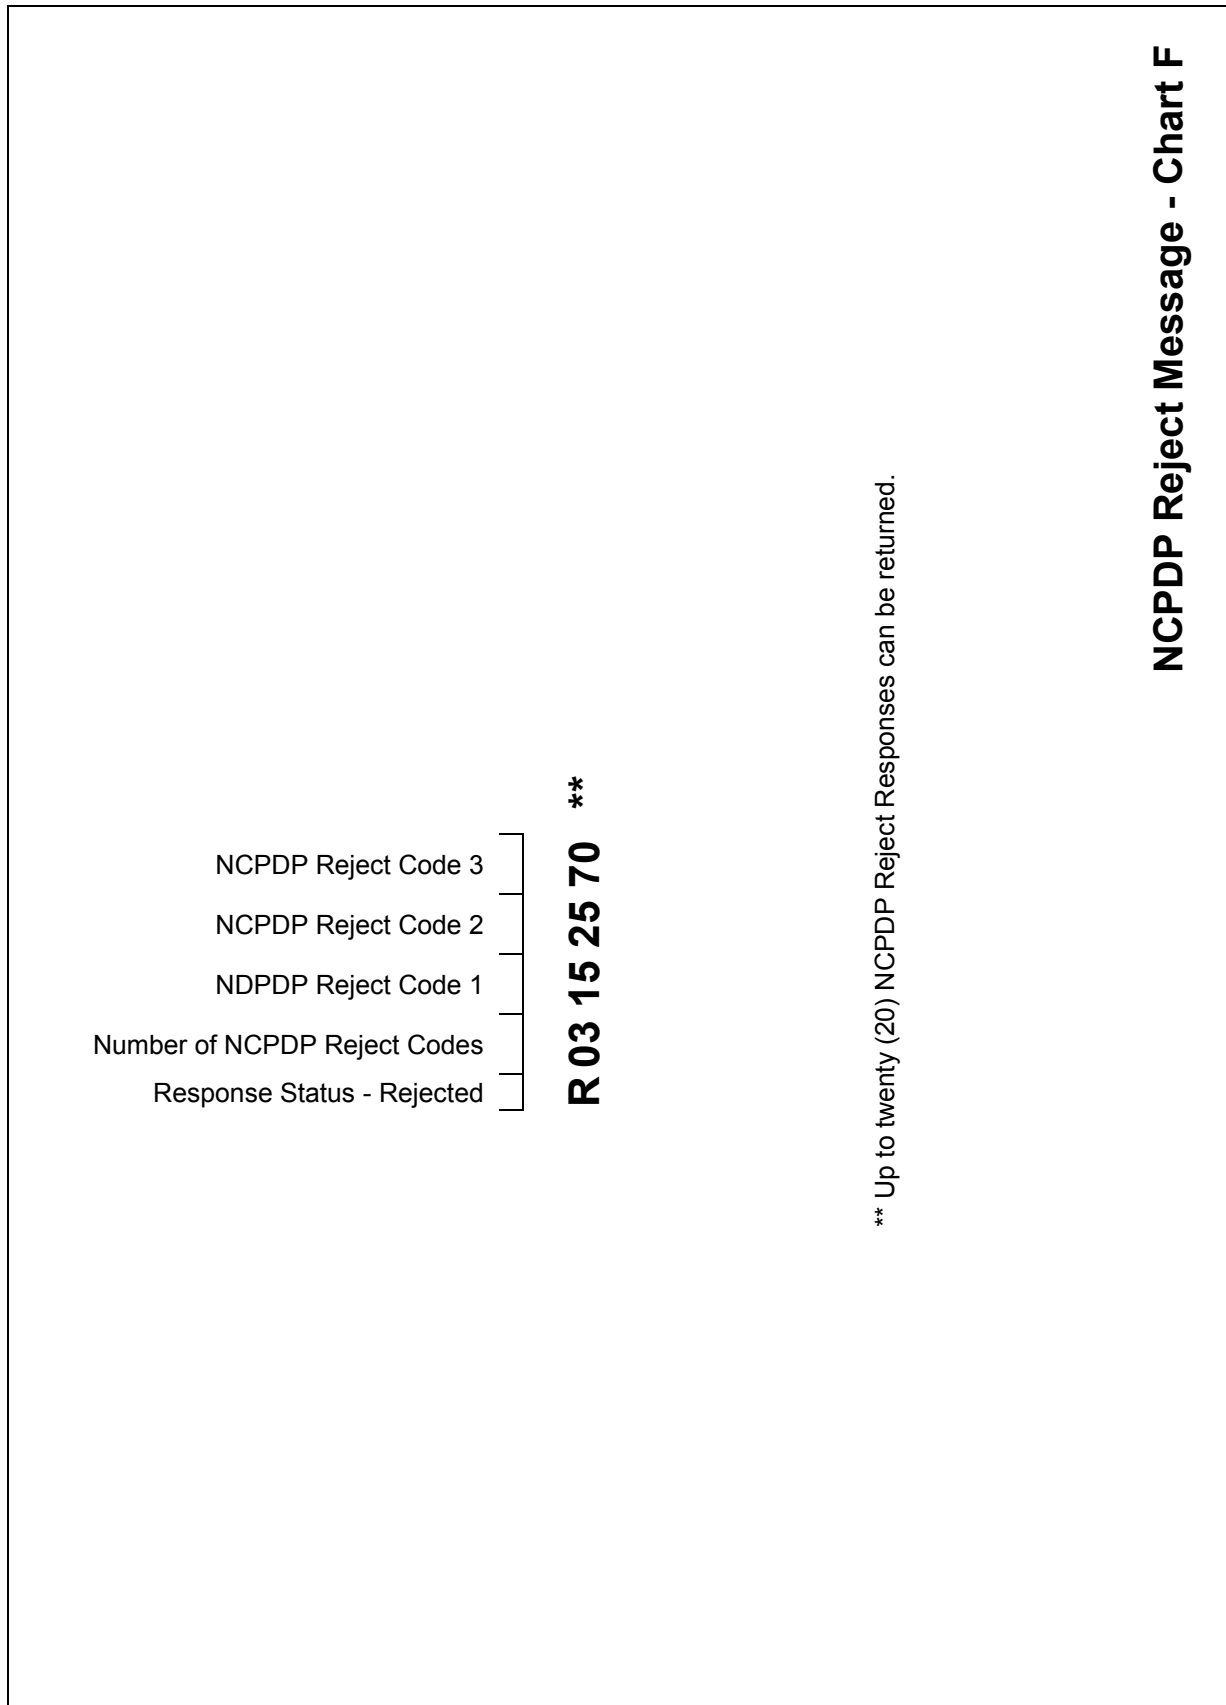 NCPDP Reject Code 3
NCPDP Reject Code 2
NDPDP Reject Code 1
Number of NCPDP Reject Codes
Response Status - Rejected
R 03 15 25 70 **
** Up to twenty (20) NCPDP Reject Responses can be returned.
NCPDP Reject Message - Chart F